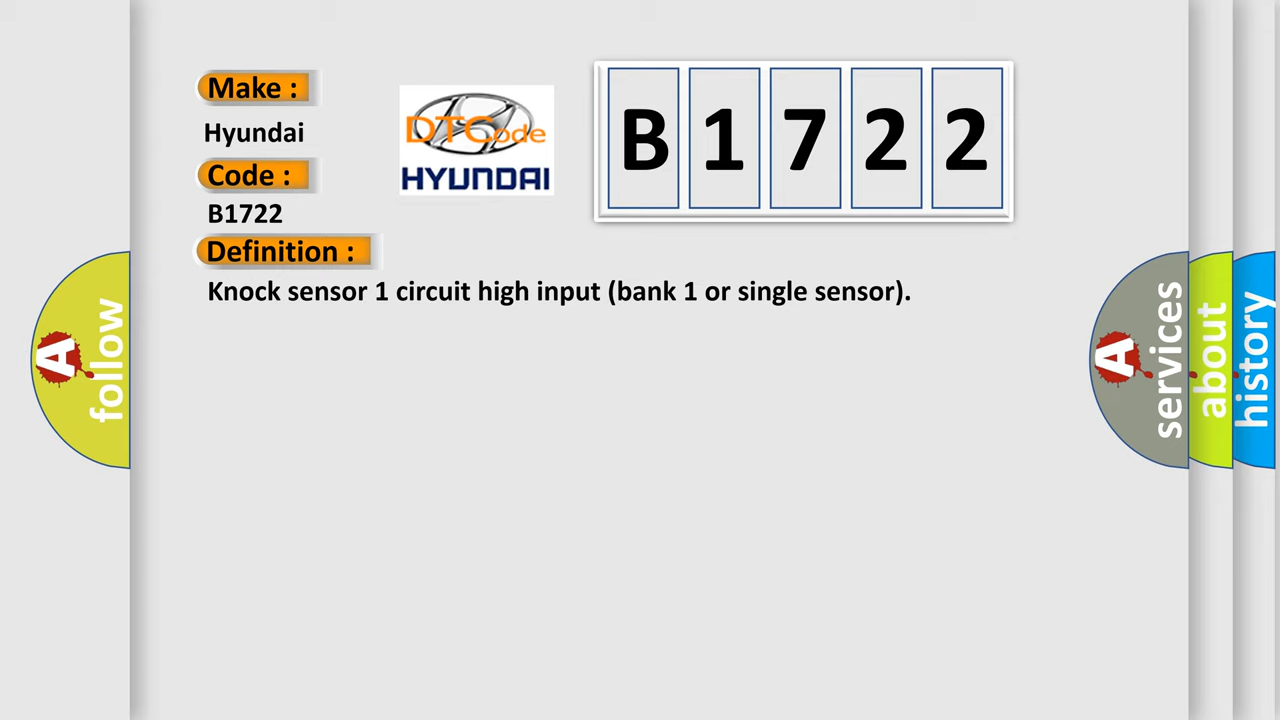 Make :
Hyundai
Code :
B1722
Definition :
Knock sensor 1 circuit high input (bank 1 or single sensor).
DTCode
HYUNDAI
B 1 7 2 2
A follow
A services
about
history